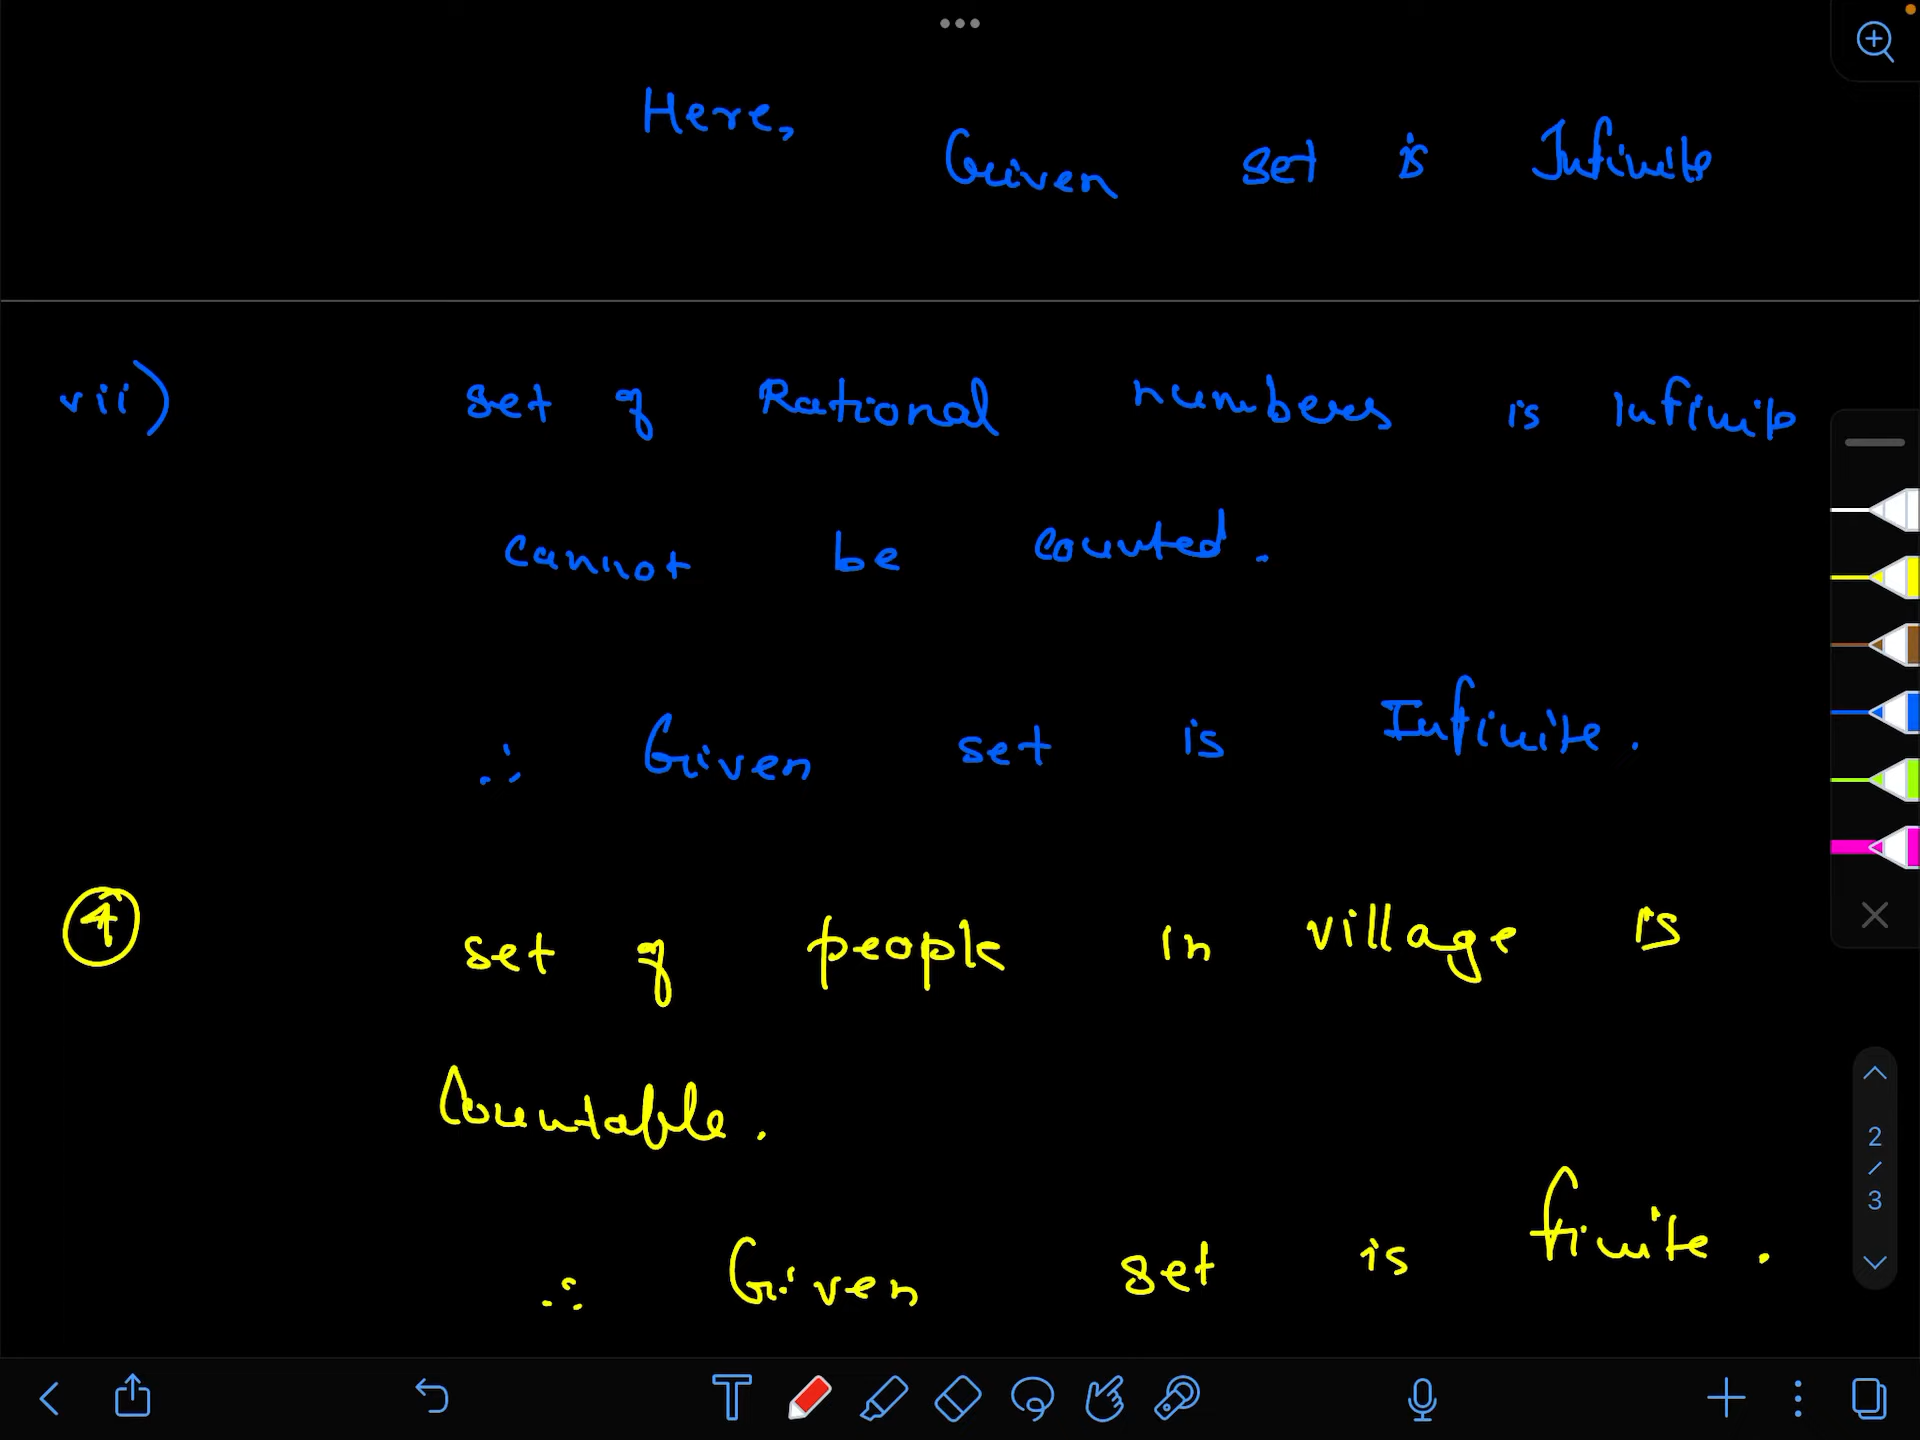 Here,
Given set is Infinite
vii) set of Rational numbers is infinite
cannot be counted.
∴ Given set is Infinite.
④ set of people in village is
Countable.
∴ Given set is finite.
2
/
3
T